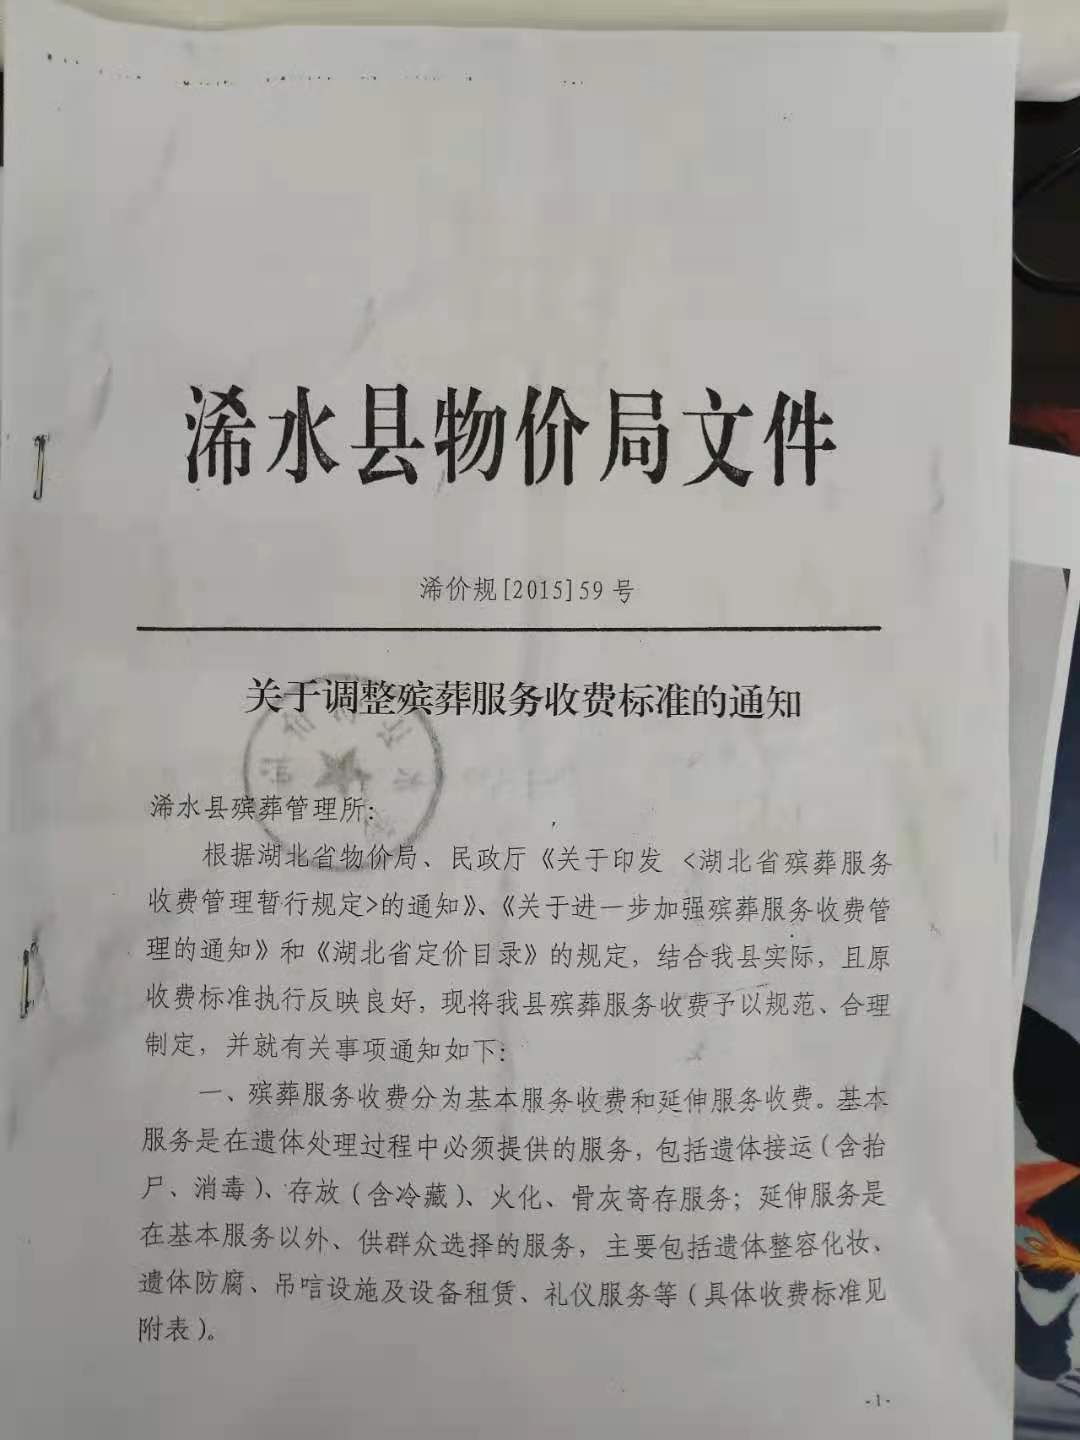 浠水县物价局文件
浠价规[2015]59 号
关于调整殡葬服务收费标准的通知
浠水县殡葬管理所：
根据湖北省物价局、民政厅《关于印发 <湖北省殡葬服务
收费管理暂行规定>的通知》、《关于进一步加强殡葬服务收费管
理的通知》和《湖北省定价目录》的规定，结合我县实际，且原
收费标准执行反映良好，现将我县殡葬服务收费予以规范、合理
制定，并就有关事项通知如下：
一、殡葬服务收费分为基本服务收费和延伸服务收费。基本
服务是在遗体处理过程中必须提供的服务，包括遗体接运（含抬
尸、消毒）、存放（含冷藏）、火化、骨灰寄存服务；延伸服务是
在基本服务以外、供群众选择的服务，主要包括遗体整容化妆、
遗体防腐、吊唁设施及设备租赁、礼仪服务等（具体收费标准见
附表）。
-1-